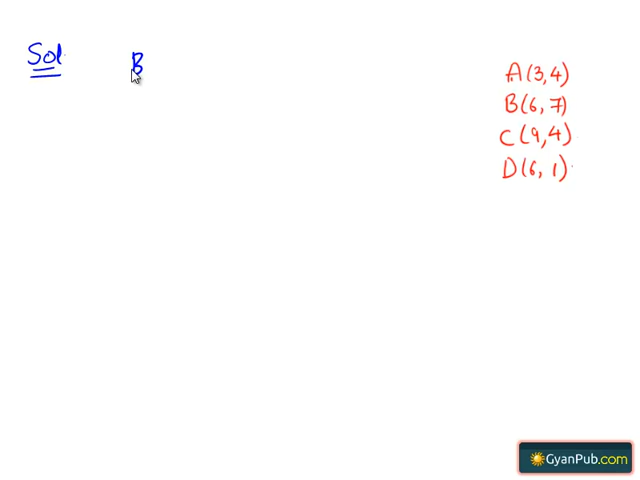 Sol
B
A(3,4)
B(6,7)
C(9,4)
D(6,1)
GyanPub.com